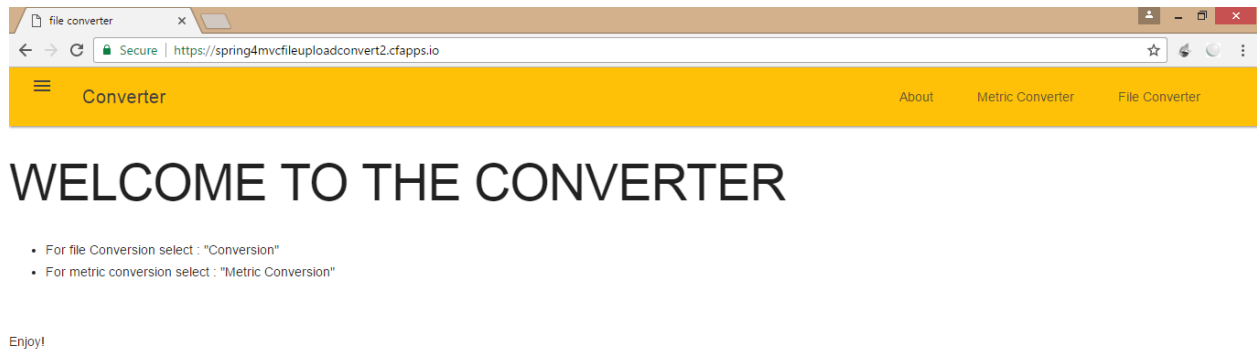 file converter
Secure https://spring4mvcfileuploadconvert2.cfapps.io
Converter About Metric Converter File Converter
WELCOME TO THE CONVERTER
• For file Conversion select : "Conversion"
• For metric conversion select : "Metric Conversion"
Enjoy!